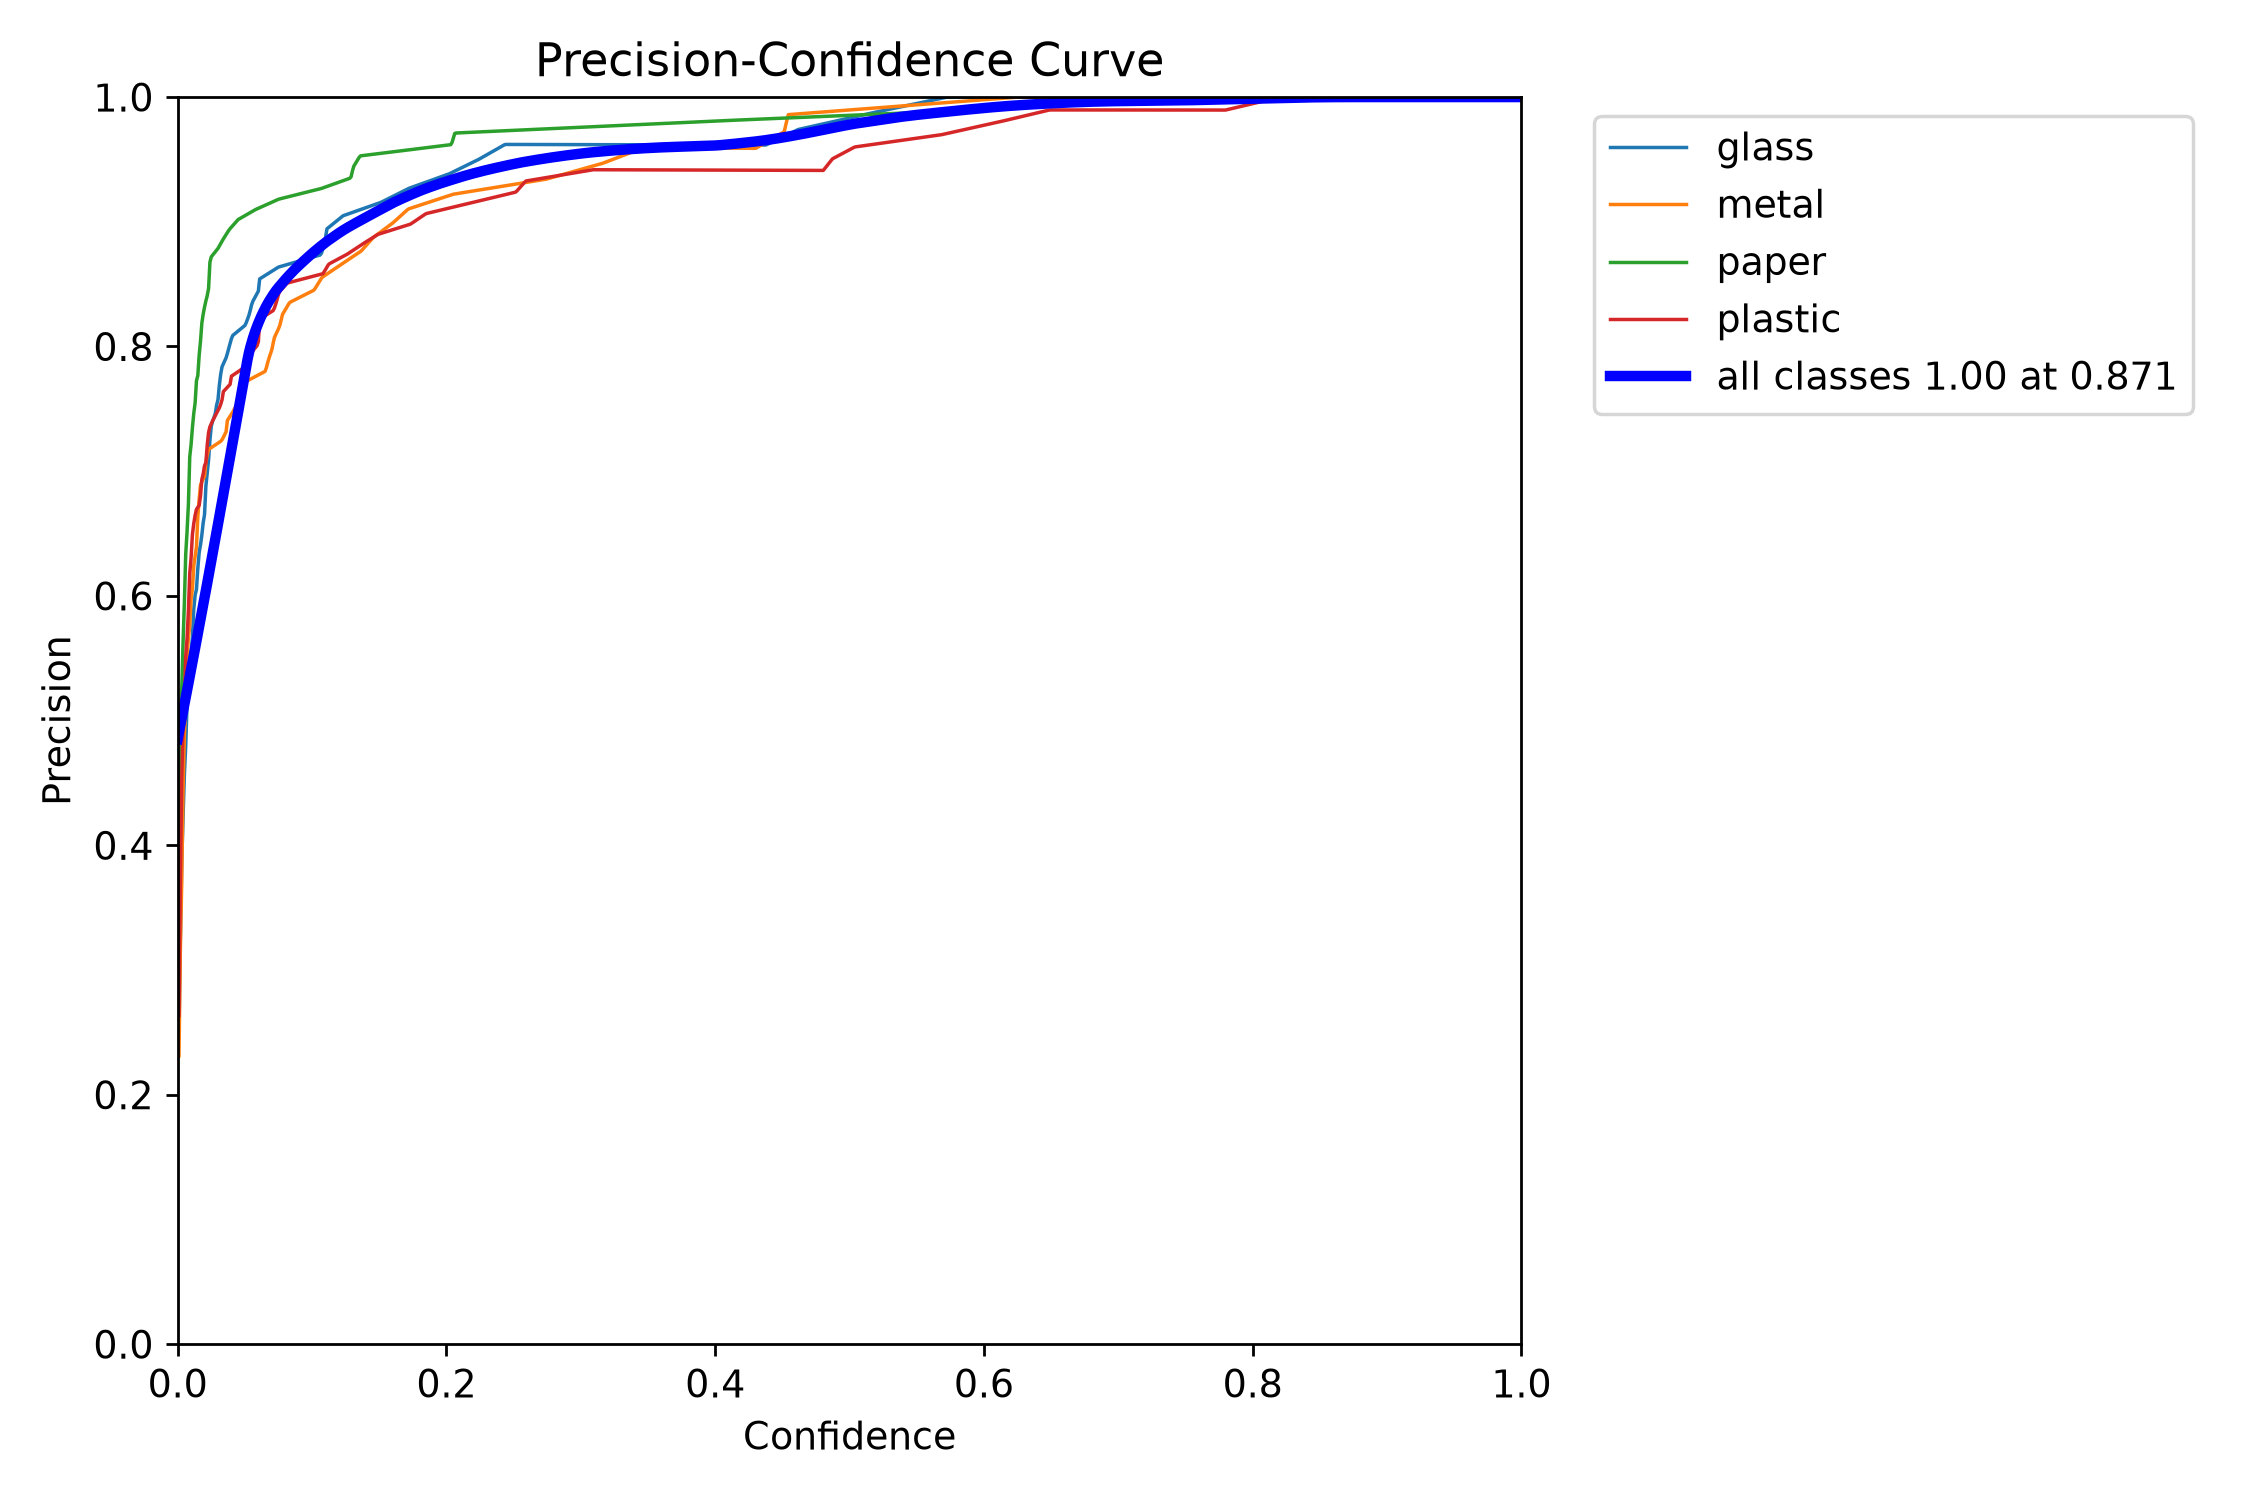 Precision-Confidence Curve
1.0
0.8
0.6
0.4
0.2
0.0
Precision
0.0 0.2 0.4 0.6 0.8 1.0
Confidence
glass
metal
paper
plastic
all classes 1.00 at 0.871